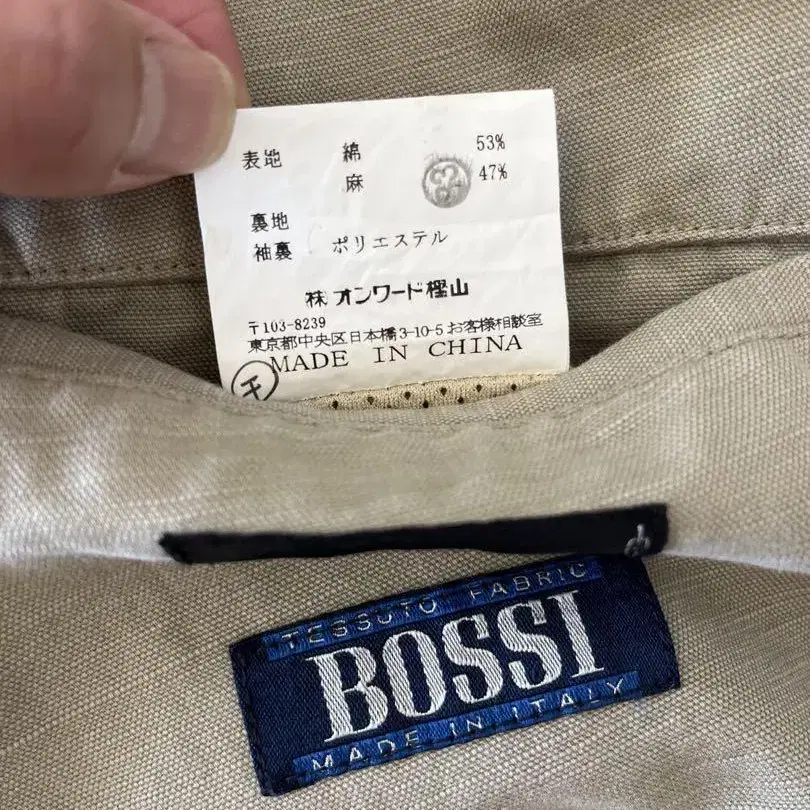 表地 綿 53%
麻 47%
裏地
袖裏 ポリエステル
㈱オンワード樫山
〒103-8239
東京都中央区日本橋3-10-5 お客様相談室
MADE IN CHINA
TESSUTO FABRIC
BOSSI
MADE IN ITALY